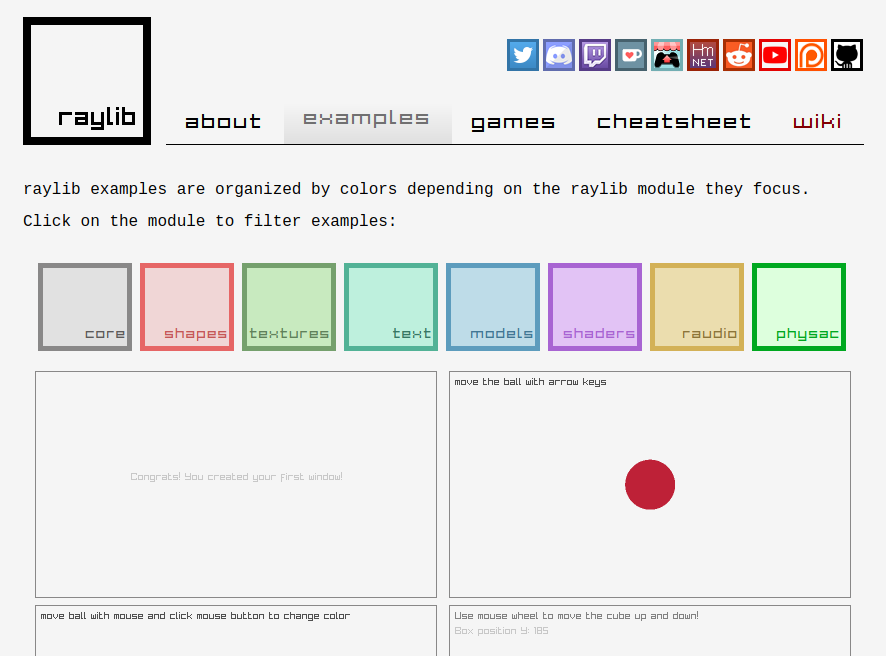 raylib
Hm
NET
about examples games cheatsheet wiki
raylib examples are organized by colors depending on the raylib module they focus.
Click on the module to filter examples:
core shapes textures text models shaders raudio physac
Congrats! You created your first window!
move the ball with arrow keys
move ball with mouse and click mouse button to change color
Use mouse wheel to move the cube up and down!
Box position Y: 185